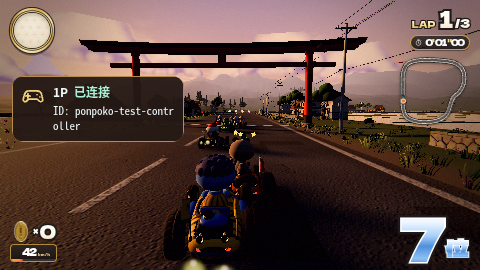 LAP 1/3
0'01"00
1P 已连接
ID: ponpoko-test-contr
oller
×0
42 km/h
7位